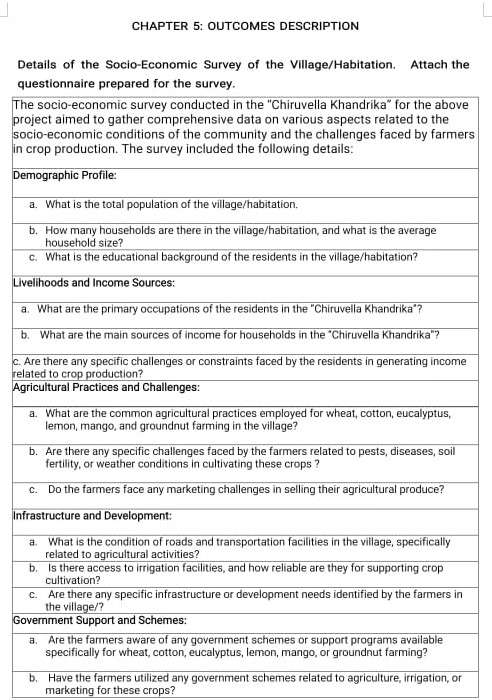 CHAPTER 5: OUTCOMES DESCRIPTION
Details of the Socio-Economic Survey of the Village/Habitation. Attach the
questionnaire prepared for the survey.
The socio-economic survey conducted in the "Chiruvella Khandrika" for the above
project aimed to gather comprehensive data on various aspects related to the
socio-economic conditions of the community and the challenges faced by farmers
in crop production. The survey included the following details:
Demographic Profile:
a. What is the total population of the village/habitation.
b. How many households are there in the village/habitation, and what is the average
household size?
c. What is the educational background of the residents in the village/habitation?
Livelihoods and Income Sources:
a. What are the primary occupations of the residents in the "Chiruvella Khandrika"?
b. What are the main sources of income for households in the "Chiruvella Khandrika"?
c. Are there any specific challenges or constraints faced by the residents in generating income
related to crop production?
Agricultural Practices and Challenges:
a. What are the common agricultural practices employed for wheat, cotton, eucalyptus,
lemon, mango, and groundnut farming in the village?
b. Are there any specific challenges faced by the farmers related to pests, diseases, soil
fertility, or weather conditions in cultivating these crops ?
c. Do the farmers face any marketing challenges in selling their agricultural produce?
Infrastructure and Development:
a. What is the condition of roads and transportation facilities in the village, specifically
related to agricultural activities?
b. Is there access to irrigation facilities, and how reliable are they for supporting crop
cultivation?
c. Are there any specific infrastructure or development needs identified by the farmers in
the village/?
Government Support and Schemes:
a. Are the farmers aware of any government schemes or support programs available
specifically for wheat, cotton, eucalyptus, lemon, mango, or groundnut farming?
b. Have the farmers utilized any government schemes related to agriculture, irrigation, or
marketing for these crops?